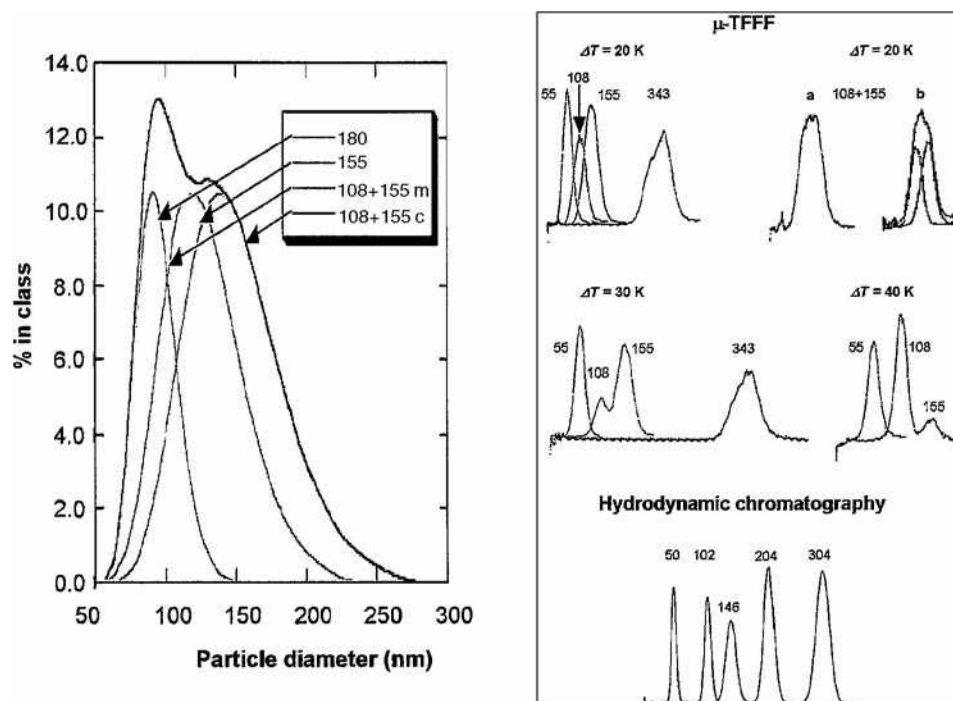 14.0
12.0
10.0
8.0
6.0
4.0
2.0
0.0
% in class
180
155
108+155 m
108+155 c
50 100 150 200 250 300
Particle diameter (nm)
μ-TFFF
ΔT = 20 K
55 108 155 343
ΔT = 20 K
a 108+155 b
ΔT = 30 K
55 108 155 343
ΔT = 40 K
55 108 155
Hydrodynamic chromatography
50 102 146 204 304